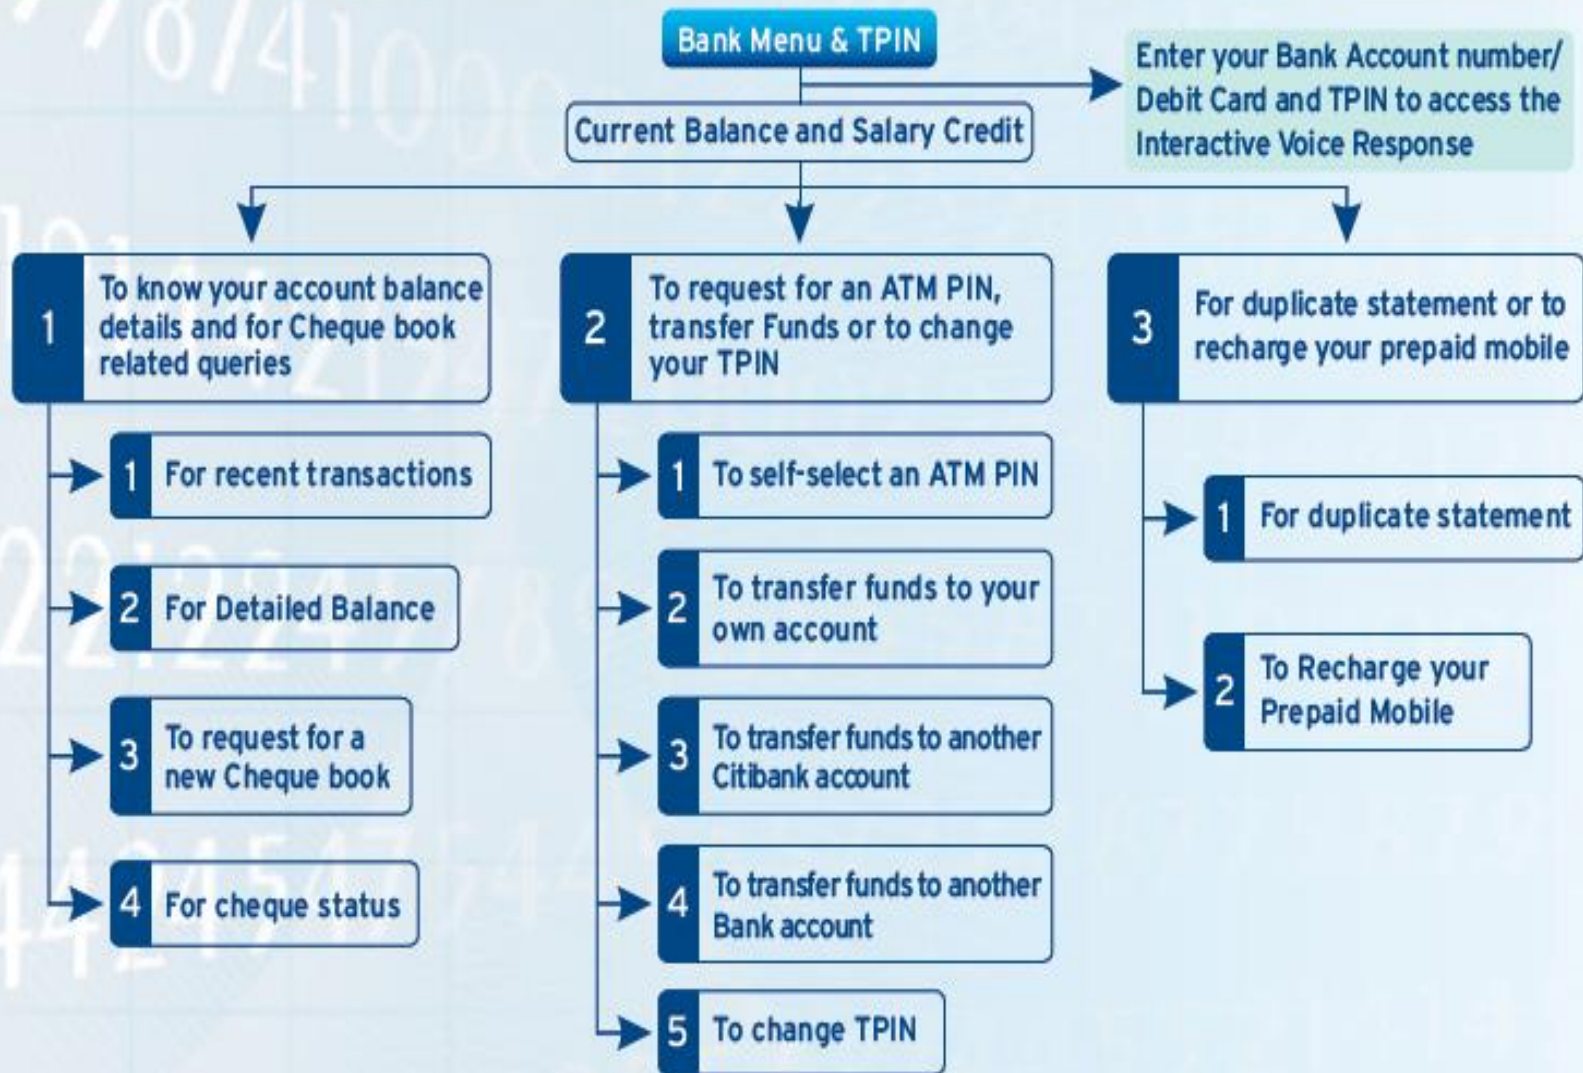 Bank Menu & TPIN
Enter your Bank Account number/
Debit Card and TPIN to access the
Interactive Voice Response
Current Balance and Salary Credit
1
To know your account balance
details and for Cheque book
related queries
1 For recent transactions
2 For Detailed Balance
3
To request for a
new Cheque book
4 For cheque status
2
To request for an ATM PIN,
transfer Funds or to change
your TPIN
1 To self-select an ATM PIN
2
To transfer funds to your
own account
3
To transfer funds to another
Citibank account
4
To transfer funds to another
Bank account
5 To change TPIN
3
For duplicate statement or to
recharge your prepaid mobile
1 For duplicate statement
2
To Recharge your
Prepaid Mobile